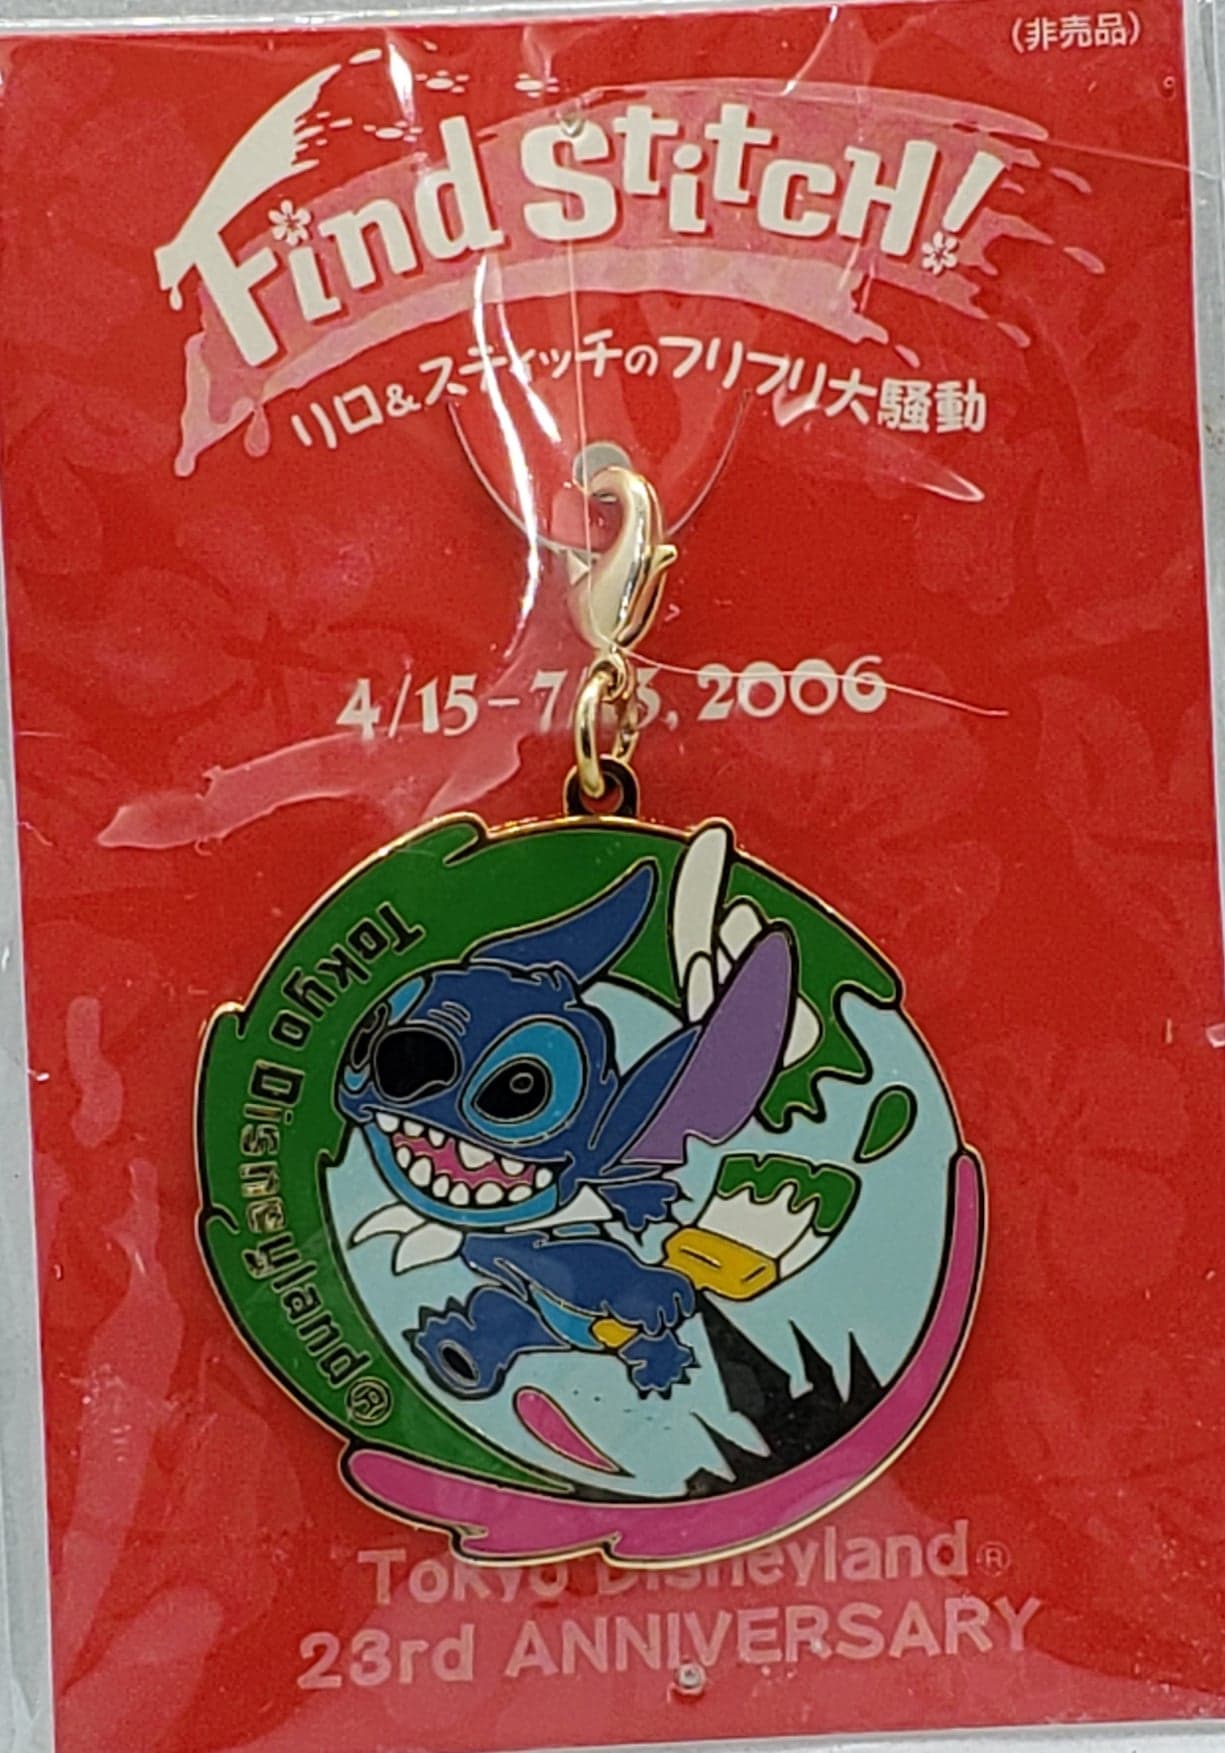 (非売品)
Find Stitch!
リロ&スティッチのフリフリ大騒動
4/15-7/13, 2006
Tokyo Disneyland®
Tokyo Disneyland®
23rd ANNIVERSARY